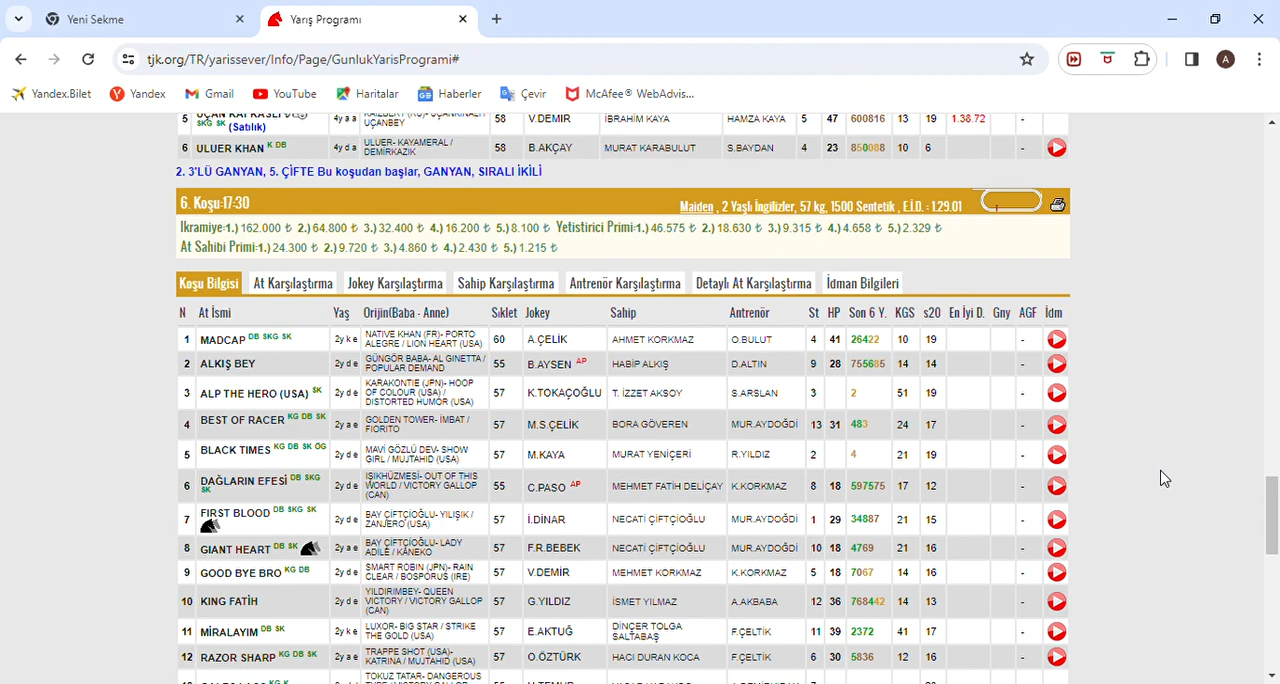 Yeni Sekme
Yarış Programı
tjk.org/TR/yarissever/Info/Page/GunlukYarisProgrami#
A
Yandex.Bilet Yandex Gmail YouTube Haritalar Haberler Çevir McAfee® WebAdvis...
5 SKG SK (Satılık) 4y a a UÇANBEY 58 V.DEMIR İBRAHİM KAYA HAMZA KAYA 5 47 600816 13 19 1.38.72 -
6 ULUER KHAN K DB 4y d a ULUER- KAYAMERAL / DEMİRKAZIK 58 B.AKÇAY MURAT KARABULUT S.BAYDAN 4 23 850088 10 6 -
2. 3'LÜ GANYAN, 5. ÇİFTE Bu koşudan başlar, GANYAN, SIRALI İKİLİ
6. Koşu:17:30 Maiden , 2 Yaşlı İngilizler, 57 kg, 1500 Sentetik , E.İ.D. : 1.29.01
İkramiye:1.) 162.000 ₺ 2.) 64.800 ₺ 3.) 32.400 ₺ 4.) 16.200 ₺ 5.) 8.100 ₺ Yetistirici Primi:1.) 46.575 ₺ 2.) 18.630 ₺ 3.) 9.315 ₺ 4.) 4.658 ₺ 5.) 2.329 ₺
At Sahibi Primi:1.) 24.300 ₺ 2.) 9.720 ₺ 3.) 4.860 ₺ 4.) 2.430 ₺ 5.) 1.215 ₺
Koşu Bilgisi At Karşılaştırma Jokey Karşılaştırma Sahip Karşılaştırma Antrenör Karşılaştırma Detaylı At Karşılaştırma İdman Bilgileri
N At İsmi Yaş Orijin(Baba - Anne) Sıklet Jokey Sahip Antrenör St HP Son 6 Y. KGS s20 En İyi D. Gny AGF İdm
1 MADCAP DB SKG SK 2y k e NATIVE KHAN (FR)- PORTO ALEGRE / LION HEART (USA) 60 A.ÇELİK AHMET KORKMAZ O.BULUT 4 41 26422 10 19 -
2 ALKIŞ BEY 2y d e GÜNGÖR BABA- AL GINETTA / POPULAR DEMAND 55 B.AYSEN AP HABİP ALKIŞ D.ALTIN 9 28 755685 14 14 -
3 ALP THE HERO (USA) SK 2y d e KARAKONTIE (JPN)- HOOP OF COLOUR (USA) / DISTORTED HUMOR (USA) 57 K.TOKAÇOĞLU T. İZZET AKSOY S.ARSLAN 3 2 51 19 -
4 BEST OF RACER KG DB SK 2y a e GOLDEN TOWER- İMBAT / FIORITO 57 M.S.ÇELİK BORA GÖVEREN MUR.AYDOĞDİ 13 31 483 24 17 -
5 BLACK TIMES KG DB SK ÖG 2y d e MAVİ GÖZLÜ DEV- SHOW GIRL / MUJTAHID (USA) 57 M.KAYA MURAT YENİÇERİ R.YILDIZ 2 4 21 19 -
6 DAĞLARIN EFESİ DB SKG SK 2y d e IŞIKHÜZMESİ- OUT OF THIS WORLD / VICTORY GALLOP (CAN) 55 C.PASO AP MEHMET FATİH DELİÇAY K.KORKMAZ 8 18 597575 17 12 -
7 FIRST BLOOD DB SKG SK 2y d e BAY ÇİFTÇİOĞLU- YILIŞIK / ZANJERO (USA) 57 İ.DİNAR NECATİ ÇİFTÇİOĞLU MUR.AYDOĞDİ 1 29 34887 21 15 -
8 GIANT HEART DB SK 2y a e BAY ÇİFTÇİOĞLU- LADY ADİLE / KANEKO 57 F.R.BEBEK NECATİ ÇİFTÇİOĞLU MUR.AYDOĞDİ 10 18 4769 21 16 -
9 GOOD BYE BRO KG DB 2y d e SMART ROBIN (JPN)- RAIN CLEAR / BOSPORUS (IRE) 57 V.DEMİR MEHMET KORKMAZ K.KORKMAZ 5 18 7067 14 16 -
10 KING FATİH 2y d e YILDIRIMBEY- QUEEN VICTORY / VICTORY GALLOP (CAN) 57 G.YILDIZ İSMET YILMAZ A.AKBABA 12 36 768442 14 13 -
11 MİRALAYIM DB SK 2y k e LUXOR- BIG STAR / STRIKE THE GOLD (USA) 57 E.AKTUĞ DİNÇER TOLGA SALTABAŞ F.ÇELTİK 11 39 2372 41 17 -
12 RAZOR SHARP KG DB SK 2y a e TRAPPE SHOT (USA)- KATRINA / MUJTAHID (USA) 57 O.ÖZTÜRK HACI DURAN KOCA F.ÇELTİK 6 30 5836 12 16 -
TOKUZ TATAR- DANGEROUS